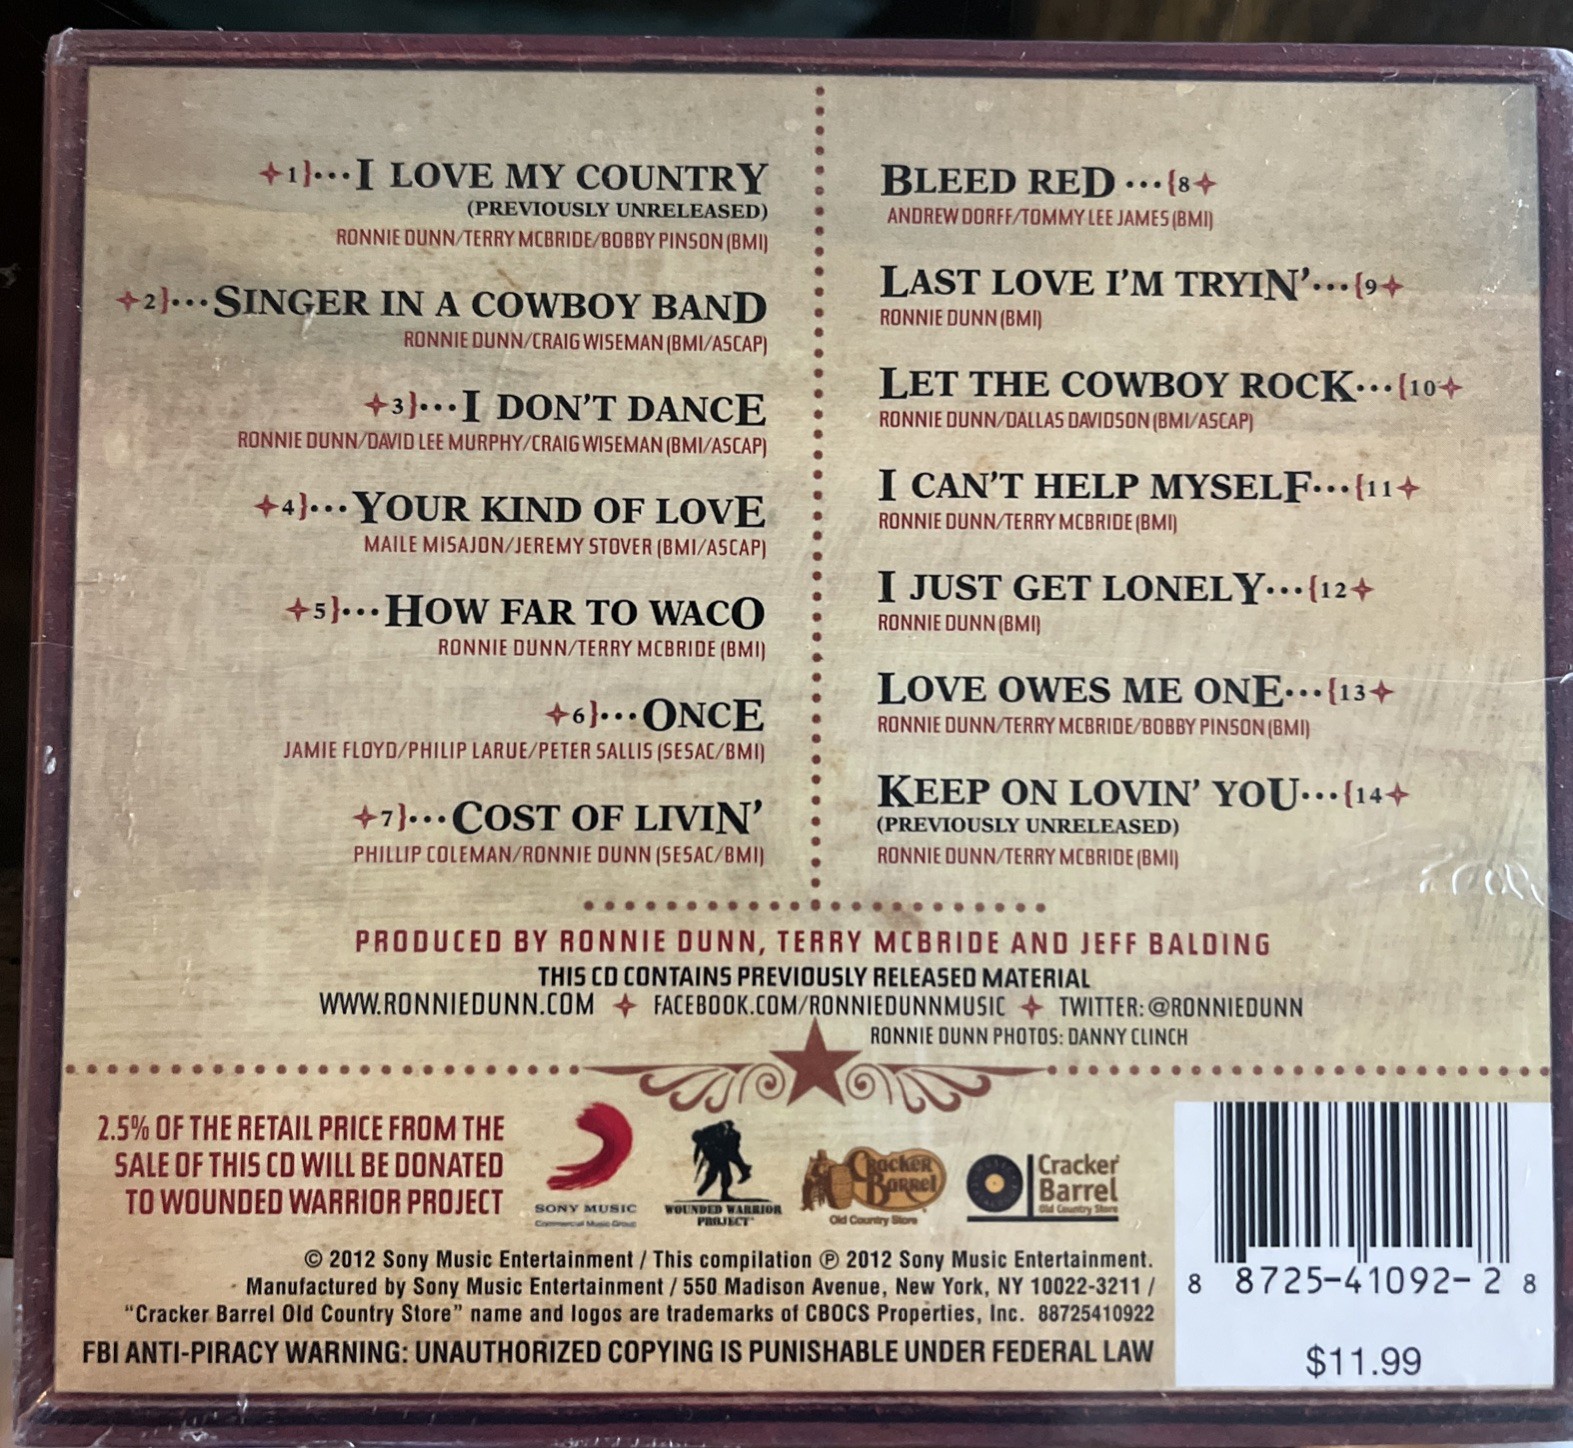 1}···I LOVE MY COUNTRY
(PREVIOUSLY UNRELEASED)
RONNIE DUNN/TERRY MCBRIDE/BOBBY PINSON (BMI)
2}···SINGER IN A COWBOY BAND
RONNIE DUNN/CRAIG WISEMAN (BMI/ASCAP)
3}···I DON'T DANCE
RONNIE DUNN/DAVID LEE MURPHY/CRAIG WISEMAN (BMI/ASCAP)
4}···YOUR KIND OF LOVE
MAILE MISAJON/JEREMY STOVER (BMI/ASCAP)
5}···HOW FAR TO WACO
RONNIE DUNN/TERRY MCBRIDE (BMI)
6}···ONCE
JAMIE FLOYD/PHILIP LARUE/PETER SALLIS (SESAC/BMI)
7}···COST OF LIVIN'
PHILLIP COLEMAN/RONNIE DUNN (SESAC/BMI)
BLEED RED ···{8
ANDREW DORFF/TOMMY LEE JAMES (BMI)
LAST LOVE I'M TRYIN'···{9
RONNIE DUNN (BMI)
LET THE COWBOY ROCK···{10
RONNIE DUNN/DALLAS DAVIDSON (BMI/ASCAP)
I CAN'T HELP MYSELF···{11
RONNIE DUNN/TERRY MCBRIDE (BMI)
I JUST GET LONELY···{12
RONNIE DUNN (BMI)
LOVE OWES ME ONE···{13
RONNIE DUNN/TERRY MCBRIDE/BOBBY PINSON (BMI)
KEEP ON LOVIN' YOU···{14
(PREVIOUSLY UNRELEASED)
RONNIE DUNN/TERRY MCBRIDE (BMI)
PRODUCED BY RONNIE DUNN, TERRY MCBRIDE AND JEFF BALDING
THIS CD CONTAINS PREVIOUSLY RELEASED MATERIAL
WWW.RONNIEDUNN.COM FACEBOOK.COM/RONNIEDUNNMUSIC TWITTER: @RONNIEDUNN
RONNIE DUNN PHOTOS: DANNY CLINCH
2.5% OF THE RETAIL PRICE FROM THE
SALE OF THIS CD WILL BE DONATED
TO WOUNDED WARRIOR PROJECT
SONY MUSIC
Commercial Music Group
WOUNDED WARRIOR
PROJECT
Cracker
Barrel
Old Country Store
Cracker
Barrel
Old Country Store
© 2012 Sony Music Entertainment / This compilation ℗ 2012 Sony Music Entertainment.
Manufactured by Sony Music Entertainment / 550 Madison Avenue, New York, NY 10022-3211 /
"Cracker Barrel Old Country Store" name and logos are trademarks of CBOCS Properties, Inc. 88725410922
FBI ANTI-PIRACY WARNING: UNAUTHORIZED COPYING IS PUNISHABLE UNDER FEDERAL LAW
8 8725-41092-2 8
$11.99